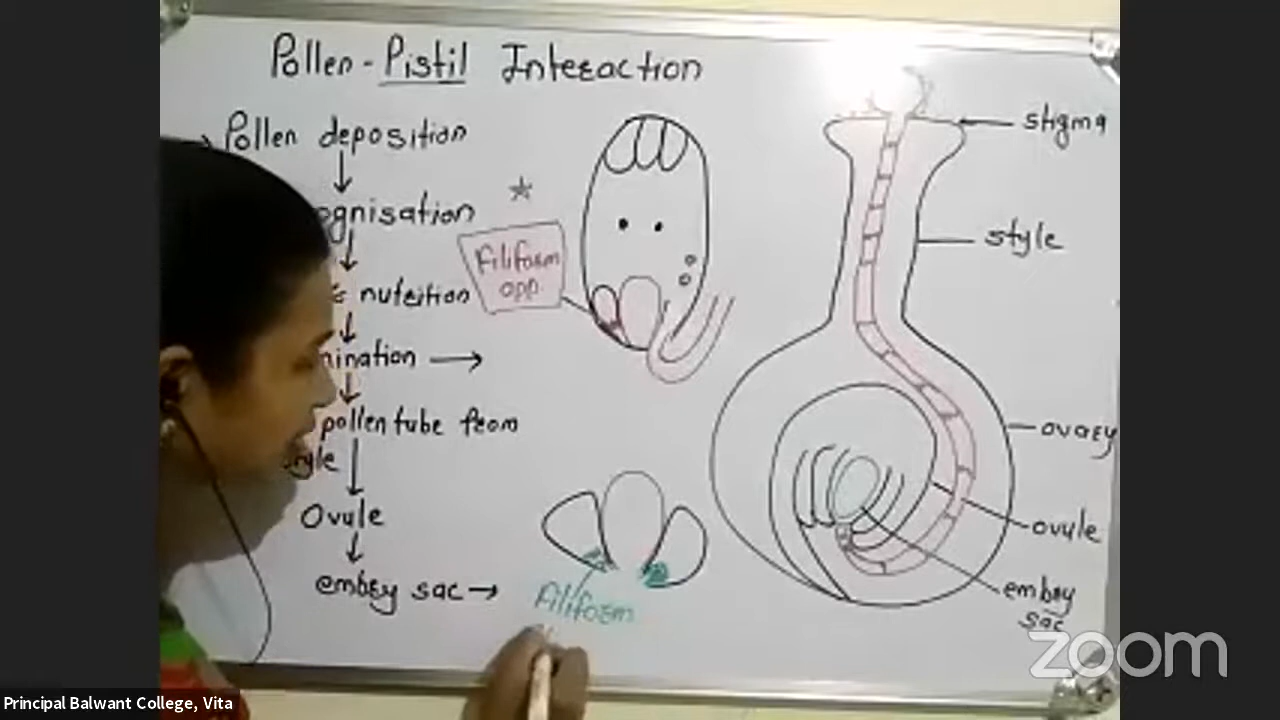 Pollen - Pistil Interaction
Pollen deposition
ognisation
nutrition
mination
pollen tube from
yle
Ovule
embry sac
Filiform
app.
Filiform
stigma
style
ovary
ovule
embry
sac
zoom
Principal Balwant College, Vita